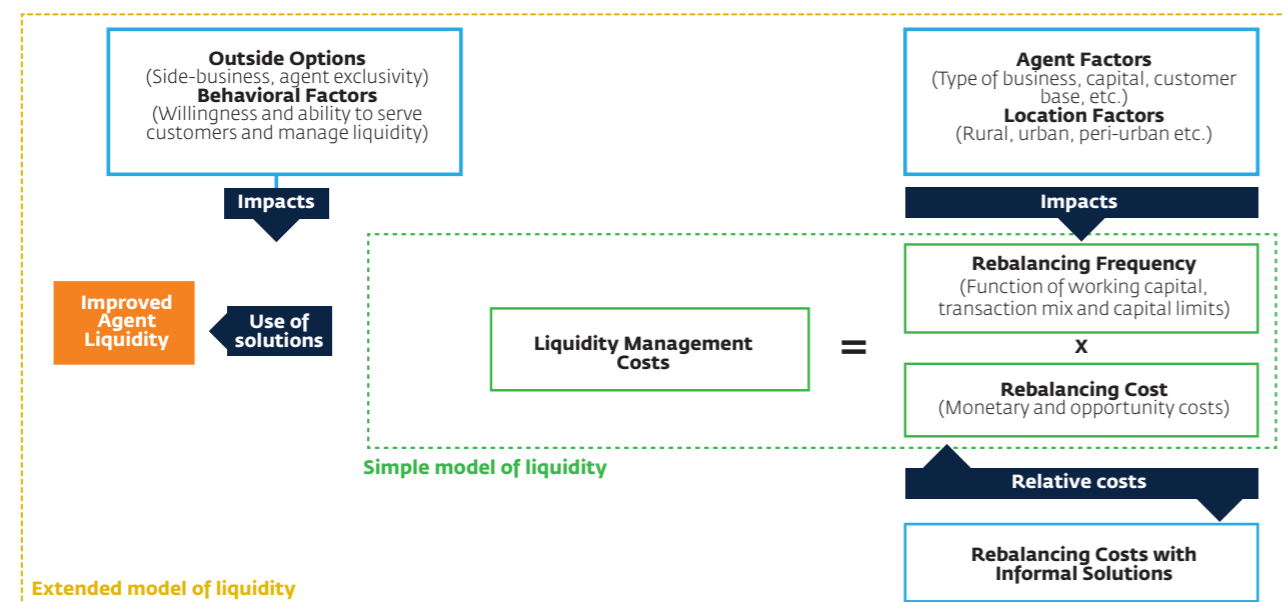 Outside Options
(Side-business, agent exclusivity)
Behavioral Factors
(Willingness and ability to serve
customers and manage liquidity)
Agent Factors
(Type of business, capital, customer
base, etc.)
Location Factors
(Rural, urban, peri-urban etc.)
Impacts
Impacts
Improved
Agent
Liquidity
Use of
solutions
Liquidity Management
Costs
=
Rebalancing Frequency
(Function of working capital,
transaction mix and capital limits)
X
Rebalancing Cost
(Monetary and opportunity costs)
Simple model of liquidity
Relative costs
Rebalancing Costs with
Informal Solutions
Extended model of liquidity